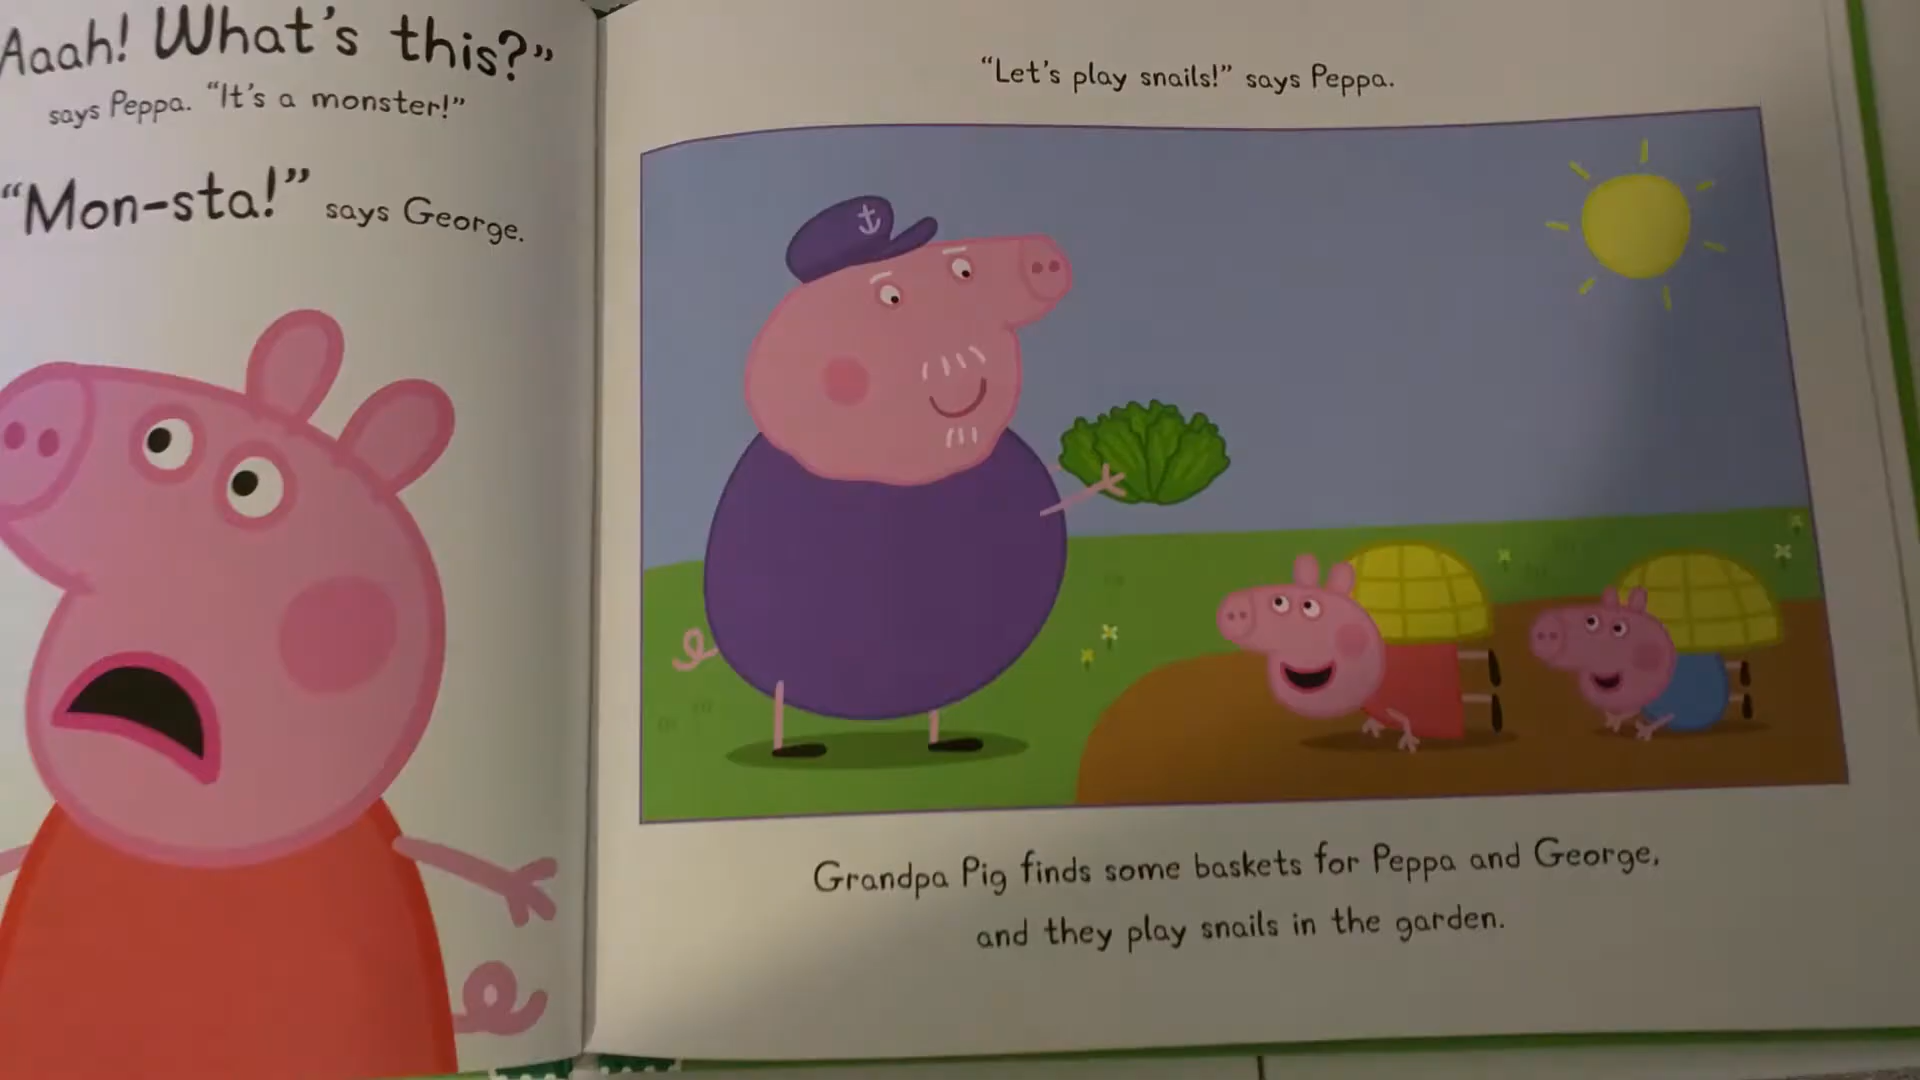 Aaah! What's this?"
says Peppa. "It's a monster!"
"Mon-sta!" says George.
"Let's play snails!" says Peppa.
Grandpa Pig finds some baskets for Peppa and George,
and they play snails in the garden.